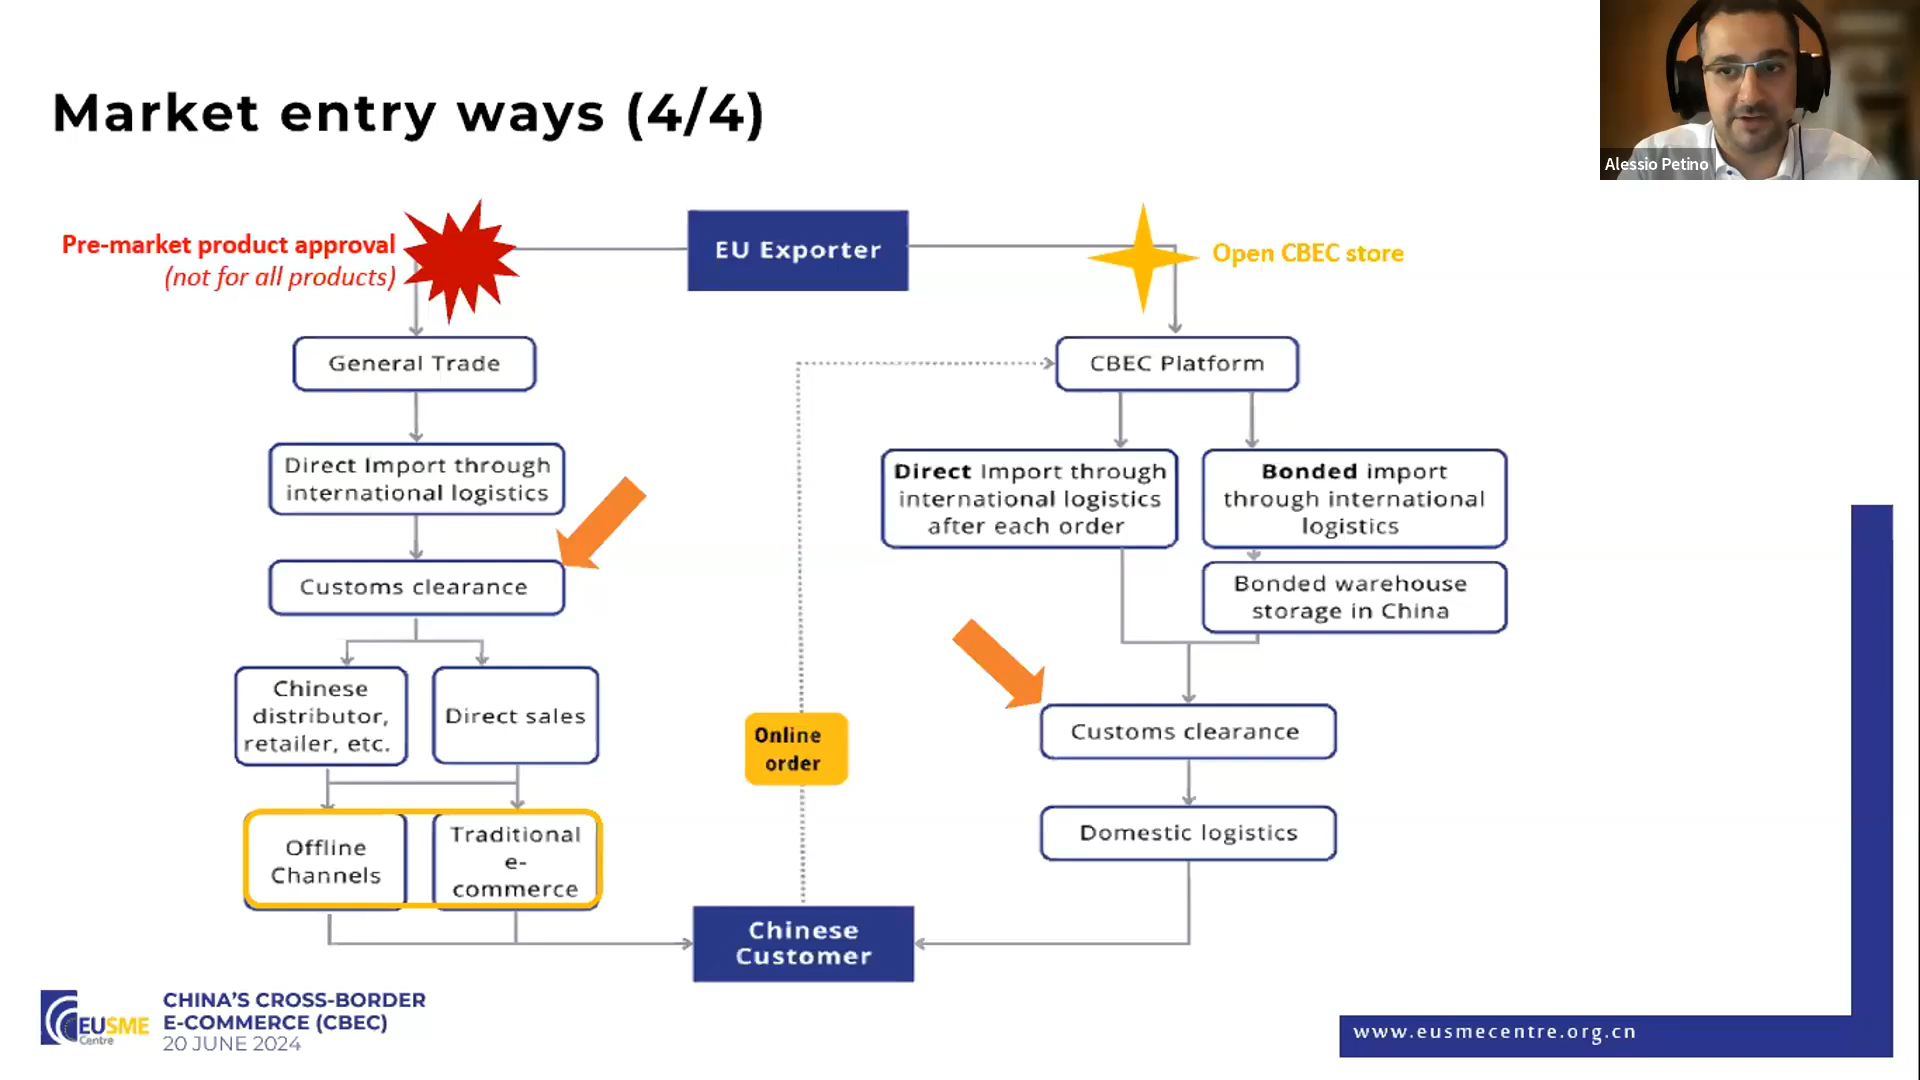 Market entry ways (4/4)
Alessio Petino
Pre-market product approval
(not for all products)
EU Exporter
Open CBEC store
General Trade
CBEC Platform
Direct Import through
international logistics
Direct Import through
international logistics
after each order
Bonded import
through international
logistics
Customs clearance
Bonded warehouse
storage in China
Chinese
distributor,
retailer, etc.
Direct sales
Online
order
Customs clearance
Offline
Channels
Traditional
e-
commerce
Domestic logistics
Chinese
Customer
EUSME
Centre
CHINA'S CROSS-BORDER
E-COMMERCE (CBEC)
20 JUNE 2024
www.eusmecentre.org.cn